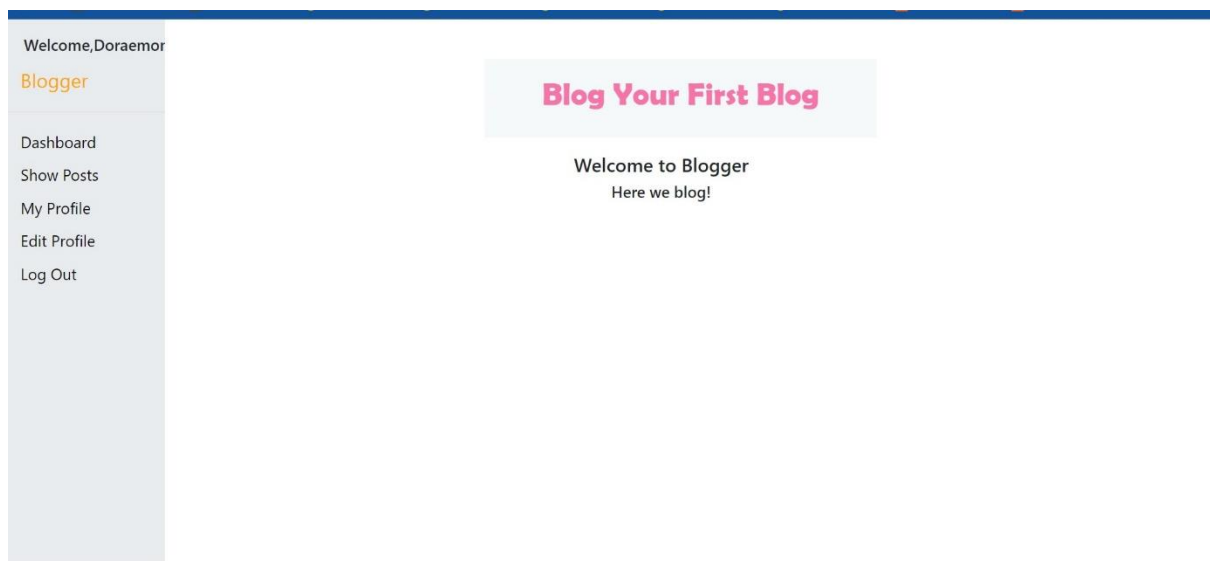 Welcome,Doraemon
Blogger
Dashboard
Show Posts
My Profile
Edit Profile
Log Out
Blog Your First Blog
Welcome to Blogger
Here we blog!